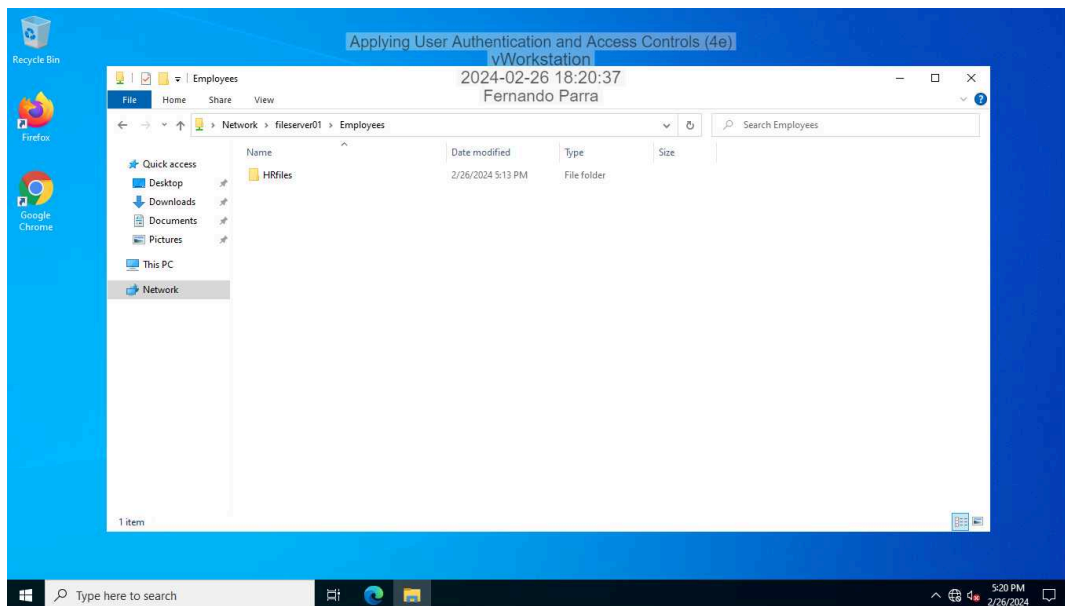 Recycle Bin
Applying User Authentication and Access Controls (4e)
vWorkstation
2024-02-26 18:20:37
Fernando Parra
Employees
File Home Share View
Network > fileserver01 > Employees
Search Employees
Firefox
Google
Chrome
Quick access
Desktop
Downloads
Documents
Pictures
This PC
Network
Name Date modified Type Size
HRfiles 2/26/2024 5:13 PM File folder
1 item
Type here to search
5:20 PM
2/26/2024